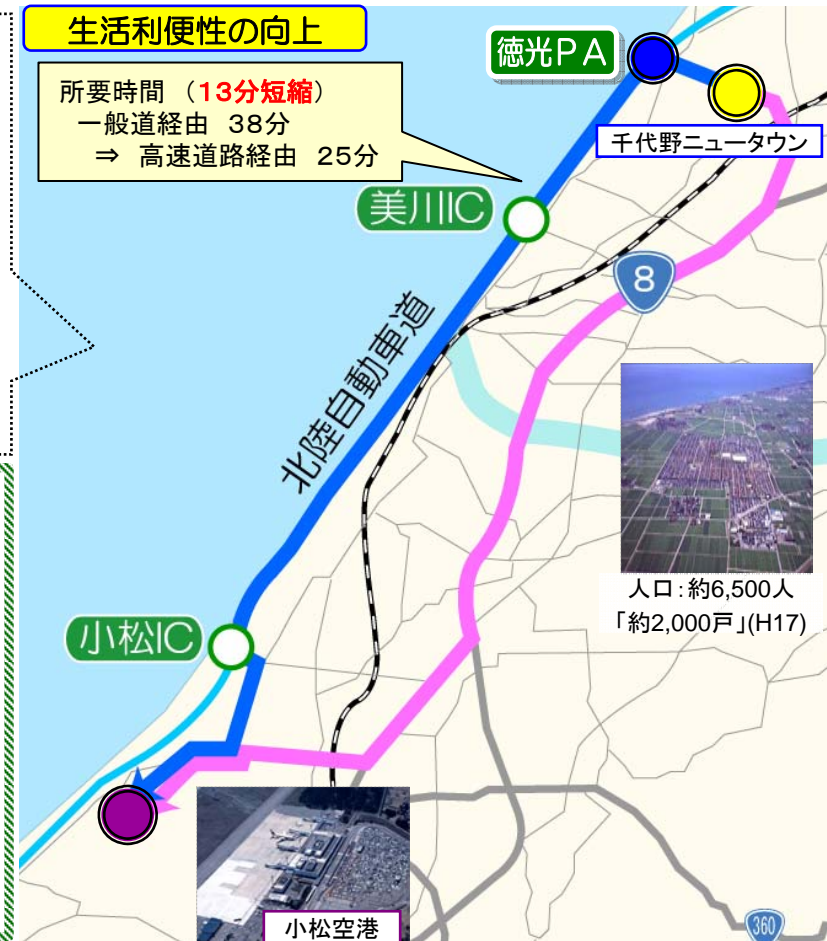 生活利便性の向上
所要時間 （13分短縮）
一般道経由 38分
⇒ 高速道路経由 25分
徳光PA
千代野ニュータウン
美川IC
8
北陸自動車道
人口：約6,500人
「約2,000戸」(H17)
小松IC
小松空港
360